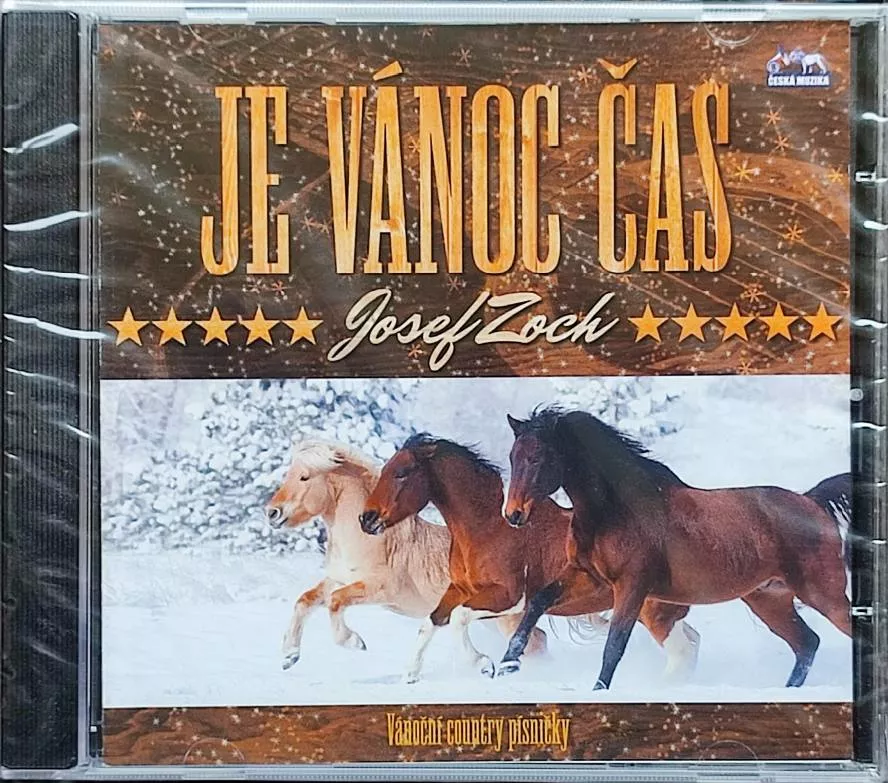 ČESKÁ MUZIKA
JE VÁNOC ČAS
Josef Zoch
Vánoční country písničky